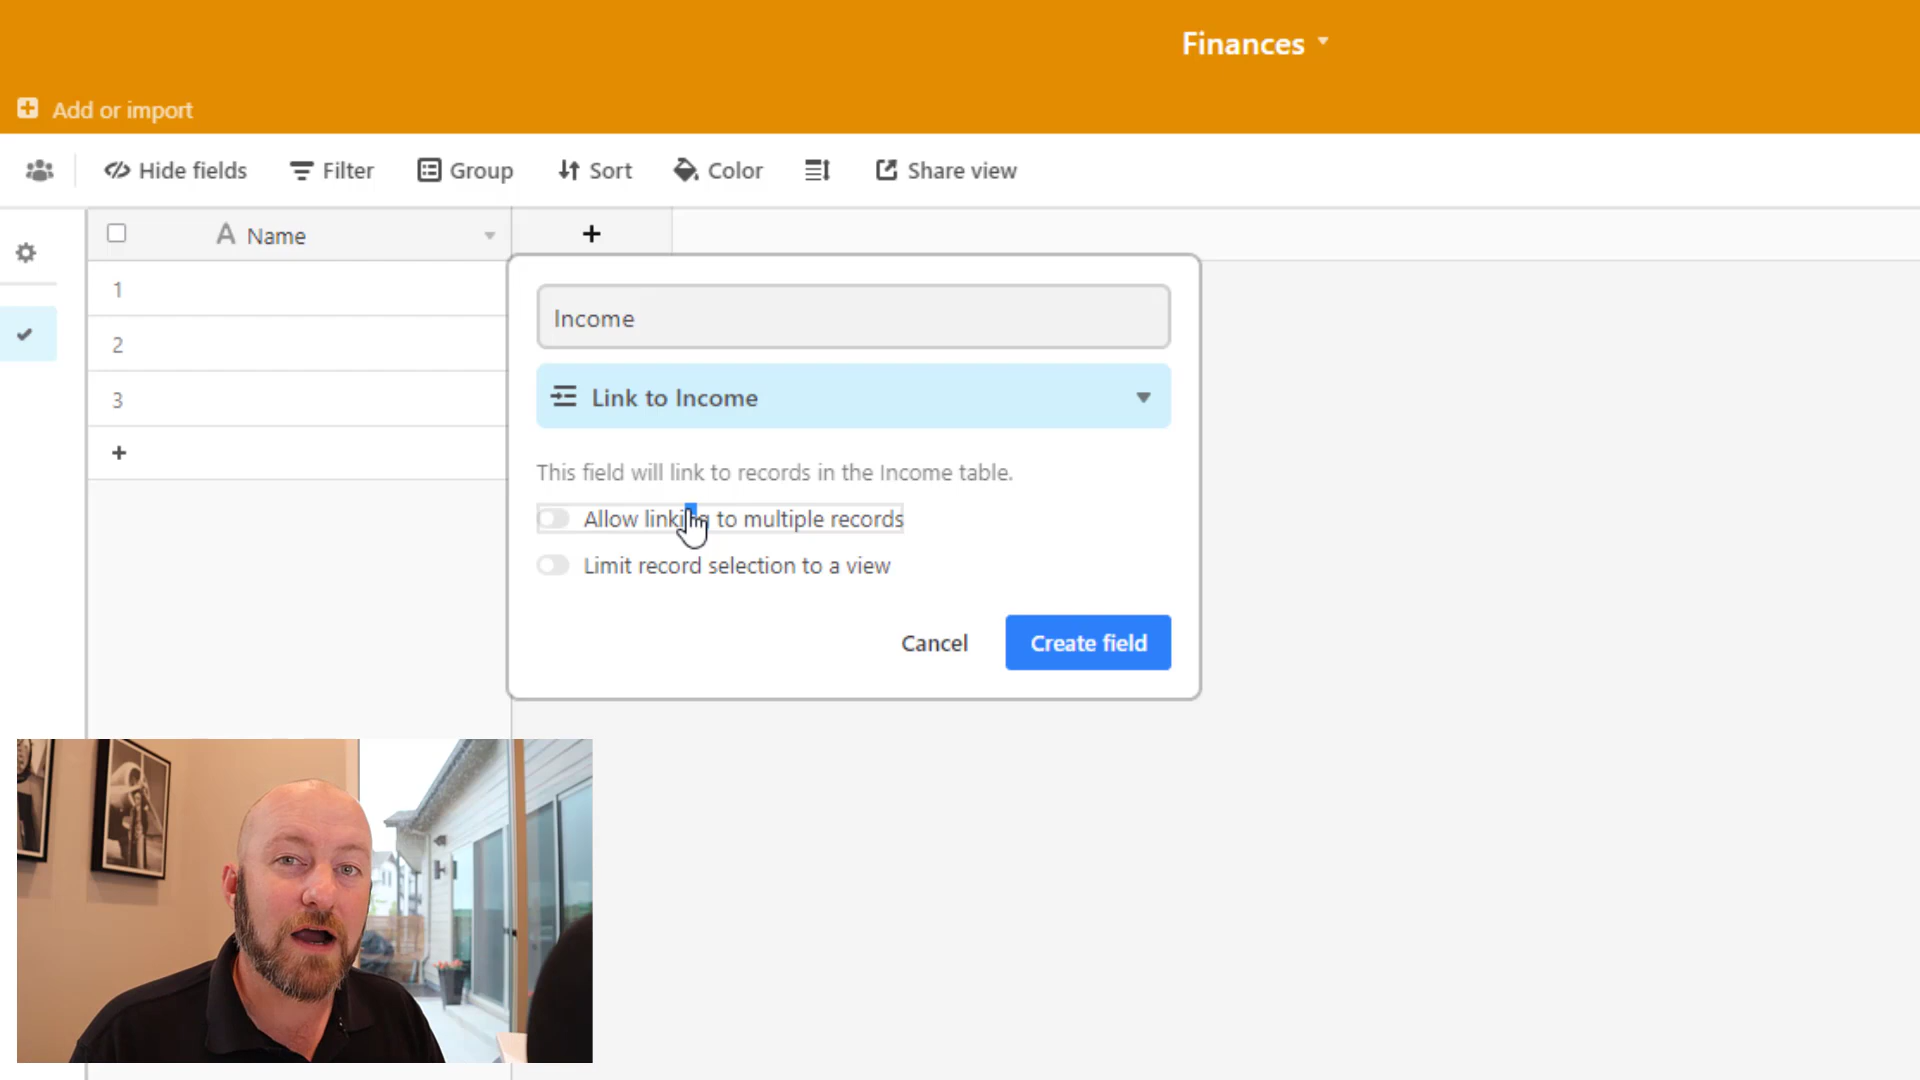 Finances
Add or import
Hide fields Filter Group Sort Color Share view
A Name +
1
2
3
+
Income
Link to Income
This field will link to records in the Income table.
Allow linking to multiple records
Limit record selection to a view
Cancel Create field